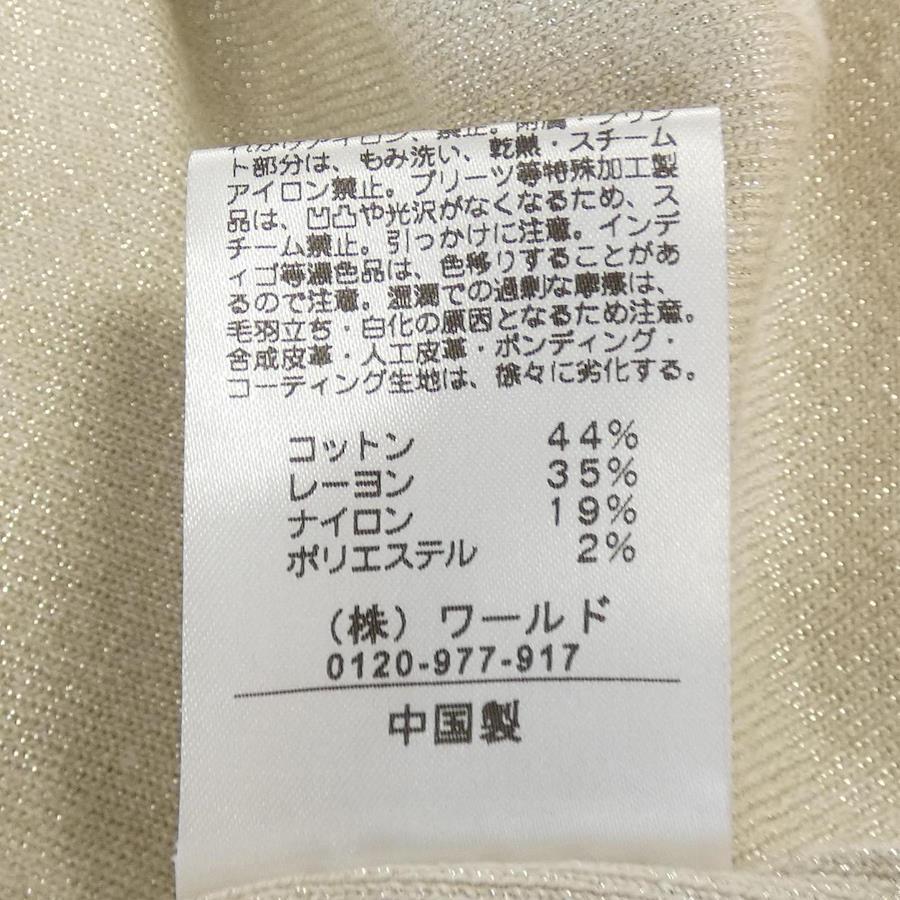 ト部分は、もみ洗い、乾熱・スチーム
アイロン禁止。プリーツ等特殊加工製
品は、凹凸や光沢がなくなるため、ス
チーム禁止。引っかけに注意。インデ
ィゴ等濃色品は、色移りすることがあ
るので注意。湿潤での過剰な摩擦は、
毛羽立ち・白化の原因となるため注意。
合成皮革・人工皮革・ボンディング・
コーティング生地は、徐々に劣化する。
コットン 44%
レーヨン 35%
ナイロン 19%
ポリエステル 2%
(株) ワールド
0120-977-917
中国製